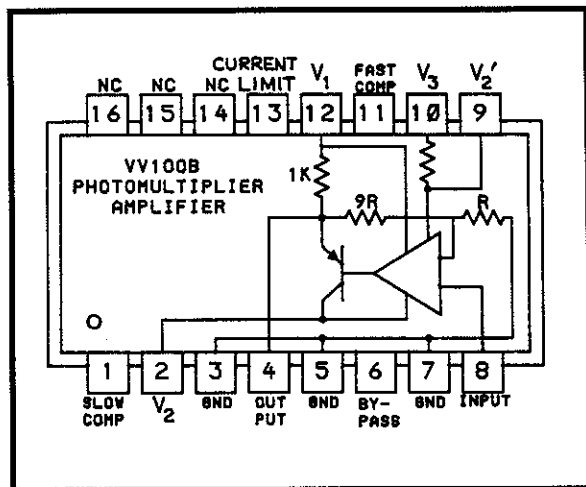 CURRENT LIMIT
NC NC NC V1 FAST COMP V3 V2'
16 15 14 13 12 11 10 9
VV100B
PHOTOMULTIPLIER
AMPLIFIER
1K
9R
R
1 2 3 4 5 6 7 8
SLOW COMP V2 GND OUT PUT GND BY-PASS GND INPUT